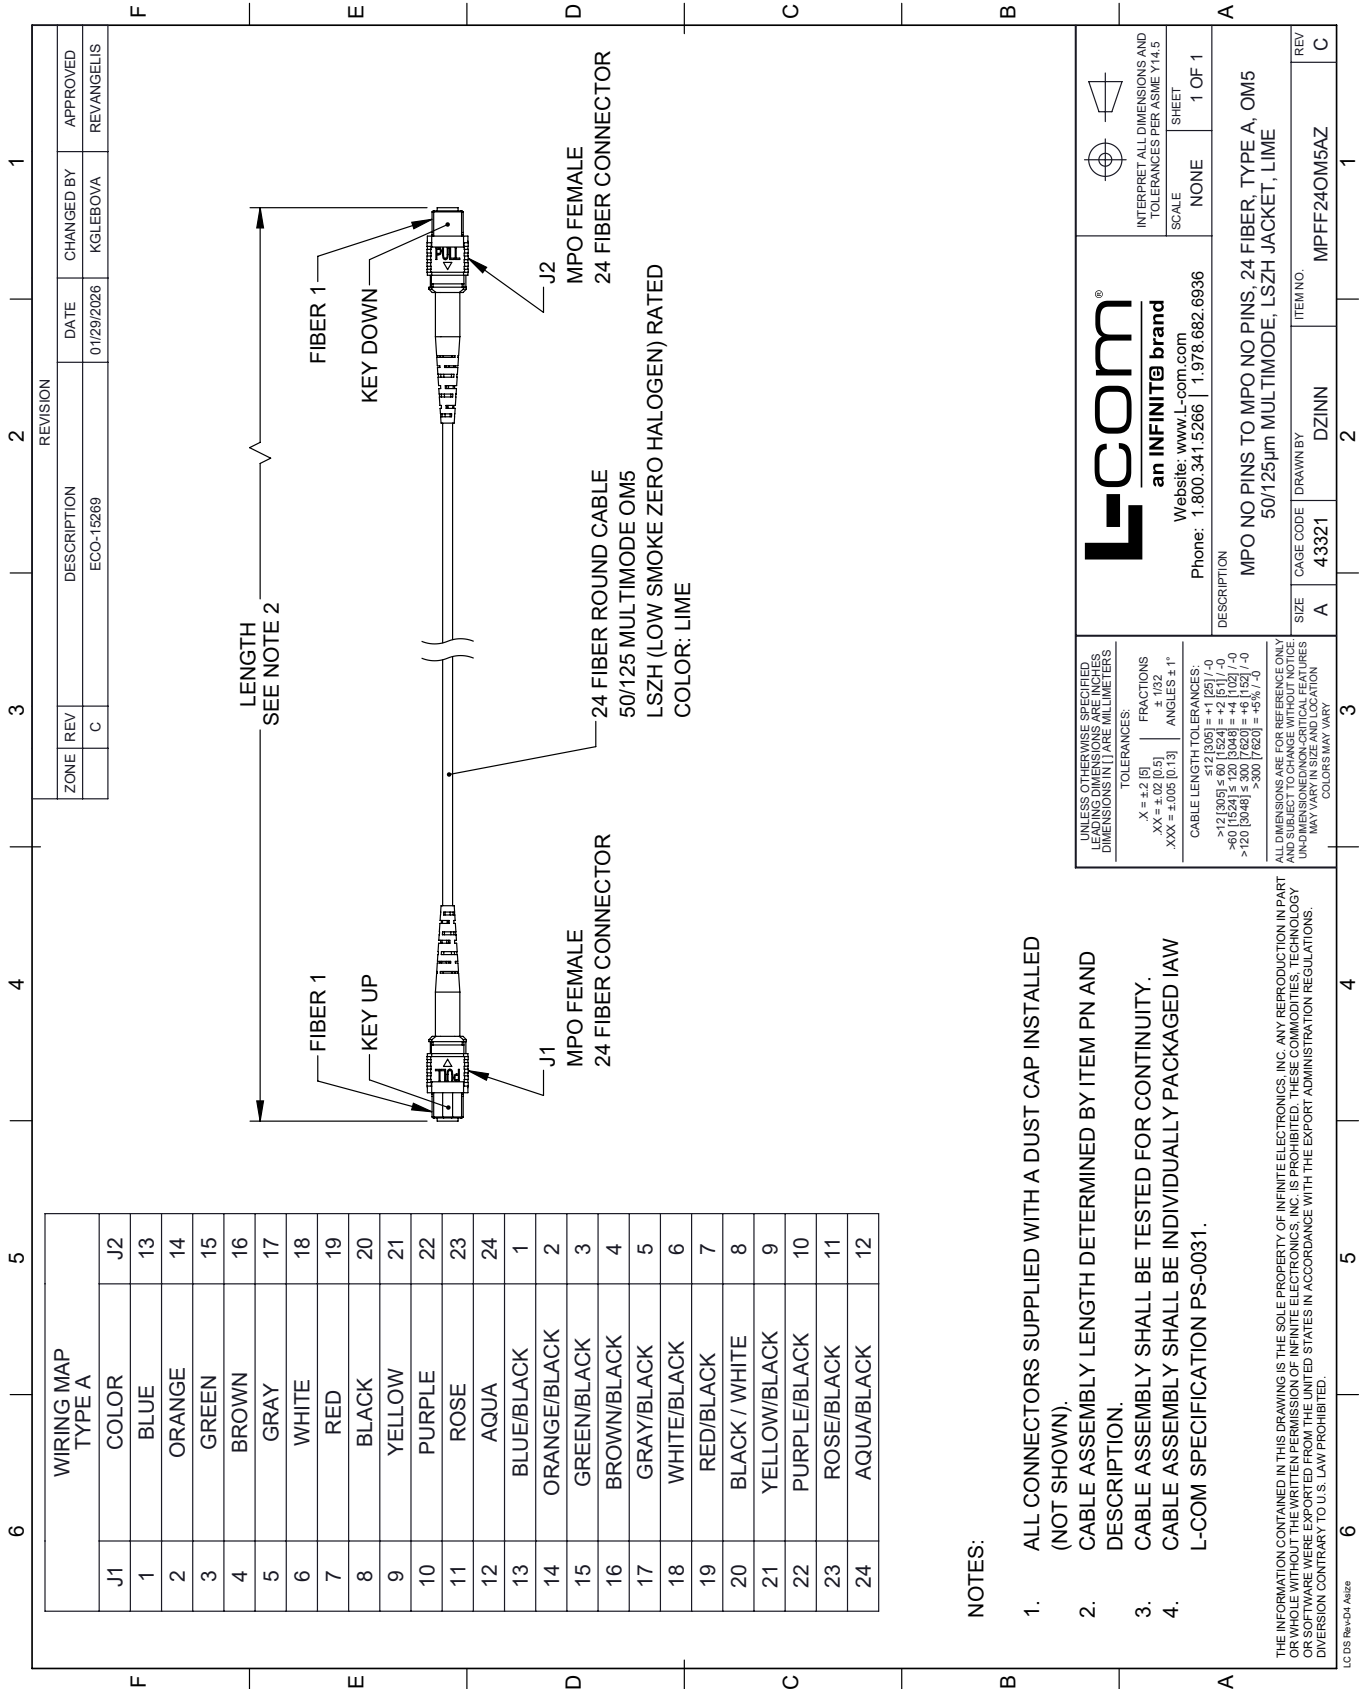 6 5 4 3 2 1
F E D C B A
REVISION
ZONE REV DESCRIPTION DATE CHANGED BY APPROVED
C ECO-15269 01/29/2026 KGLEBOVA REVANGELIS
WIRING MAP
TYPE A
J1 COLOR J2
1 BLUE 13
2 ORANGE 14
3 GREEN 15
4 BROWN 16
5 GRAY 17
6 WHITE 18
7 RED 19
8 BLACK 20
9 YELLOW 21
10 PURPLE 22
11 ROSE 23
12 AQUA 24
13 BLUE/BLACK 1
14 ORANGE/BLACK 2
15 GREEN/BLACK 3
16 BROWN/BLACK 4
17 GRAY/BLACK 5
18 WHITE/BLACK 6
19 RED/BLACK 7
20 BLACK / WHITE 8
21 YELLOW/BLACK 9
22 PURPLE/BLACK 10
23 ROSE/BLACK 11
24 AQUA/BLACK 12
LENGTH
SEE NOTE 2
FIBER 1
KEY UP
PULL
J1
MPO FEMALE
24 FIBER CONNECTOR
FIBER 1
KEY DOWN
PULL
J2
MPO FEMALE
24 FIBER CONNECTOR
24 FIBER ROUND CABLE
50/125 MULTIMODE OM5
LSZH (LOW SMOKE ZERO HALOGEN) RATED
COLOR: LIME
NOTES:
1. ALL CONNECTORS SUPPLIED WITH A DUST CAP INSTALLED
(NOT SHOWN).
2. CABLE ASSEMBLY LENGTH DETERMINED BY ITEM PN AND
DESCRIPTION.
3. CABLE ASSEMBLY SHALL BE TESTED FOR CONTINUITY.
4. CABLE ASSEMBLY SHALL BE INDIVIDUALLY PACKAGED IAW
L-COM SPECIFICATION PS-0031.
THE INFORMATION CONTAINED IN THIS DRAWING IS THE SOLE PROPERTY OF INFINITE ELECTRONICS, INC. ANY REPRODUCTION IN PART
OR WHOLE WITHOUT THE WRITTEN PERMISSION OF INFINITE ELECTRONICS, INC. IS PROHIBITED. THESE COMMODITIES, TECHNOLOGY
OR SOFTWARE WERE EXPORTED FROM THE UNITED STATES IN ACCORDANCE WITH THE EXPORT ADMINISTRATION REGULATIONS.
DIVERSION CONTRARY TO U.S. LAW PROHIBITED.
UNLESS OTHERWISE SPECIFIED
LEADING DIMENSIONS ARE INCHES
DIMENSIONS IN [ ] ARE MILLIMETERS
TOLERANCES:
.X = ±.2 [5] FRACTIONS
.XX = ±.02 [0.5] ± 1/32
.XXX = ±.005 [0.13] ANGLES ± 1°
CABLE LENGTH TOLERANCES:
≤12 [305] = +1 [25] / -0
>12 [305] ≤ 60 [1524] = +2 [51] / -0
>60 [1524] ≤ 120 [3048] = +4 [102] / -0
>120 [3048] ≤ 300 [7620] = +6 [152] / -0
>300 [7620] = +5% / -0
ALL DIMENSIONS ARE FOR REFERENCE ONLY
AND SUBJECT TO CHANGE WITHOUT NOTICE.
UN-DIMENSIONED/NON-CRITICAL FEATURES
MAY VARY IN SIZE AND LOCATION
COLORS MAY VARY
L-com®
an INFINIT@ brand
Website: www.L-com.com
Phone: 1.800.341.5266 | 1.978.682.6936
INTERPRET ALL DIMENSIONS AND
TOLERANCES PER ASME Y14.5
SCALE NONE SHEET 1 OF 1
DESCRIPTION
MPO NO PINS TO MPO NO PINS, 24 FIBER, TYPE A, OM5
50/125µm MULTIMODE, LSZH JACKET, LIME
SIZE A CAGE CODE 43321 DRAWN BY DZINN ITEM NO. MPFF24OM5AZ REV C
6 5 4 3 2 1
F E D C B A
LC DS Rev-D4 Asize